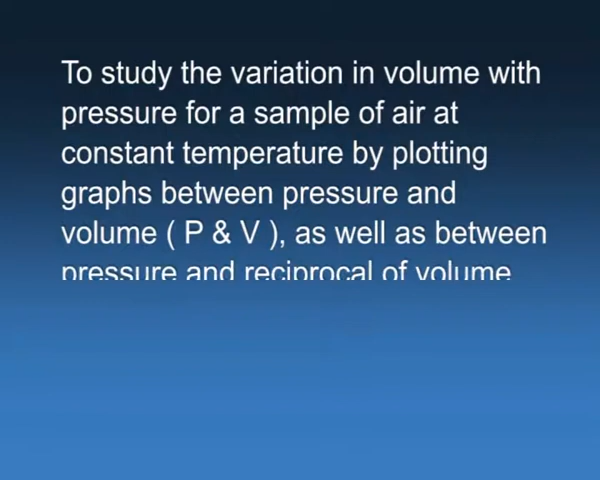 To study the variation in volume with
pressure for a sample of air at
constant temperature by plotting
graphs between pressure and
volume ( P & V ), as well as between
pressure and reciprocal of volume